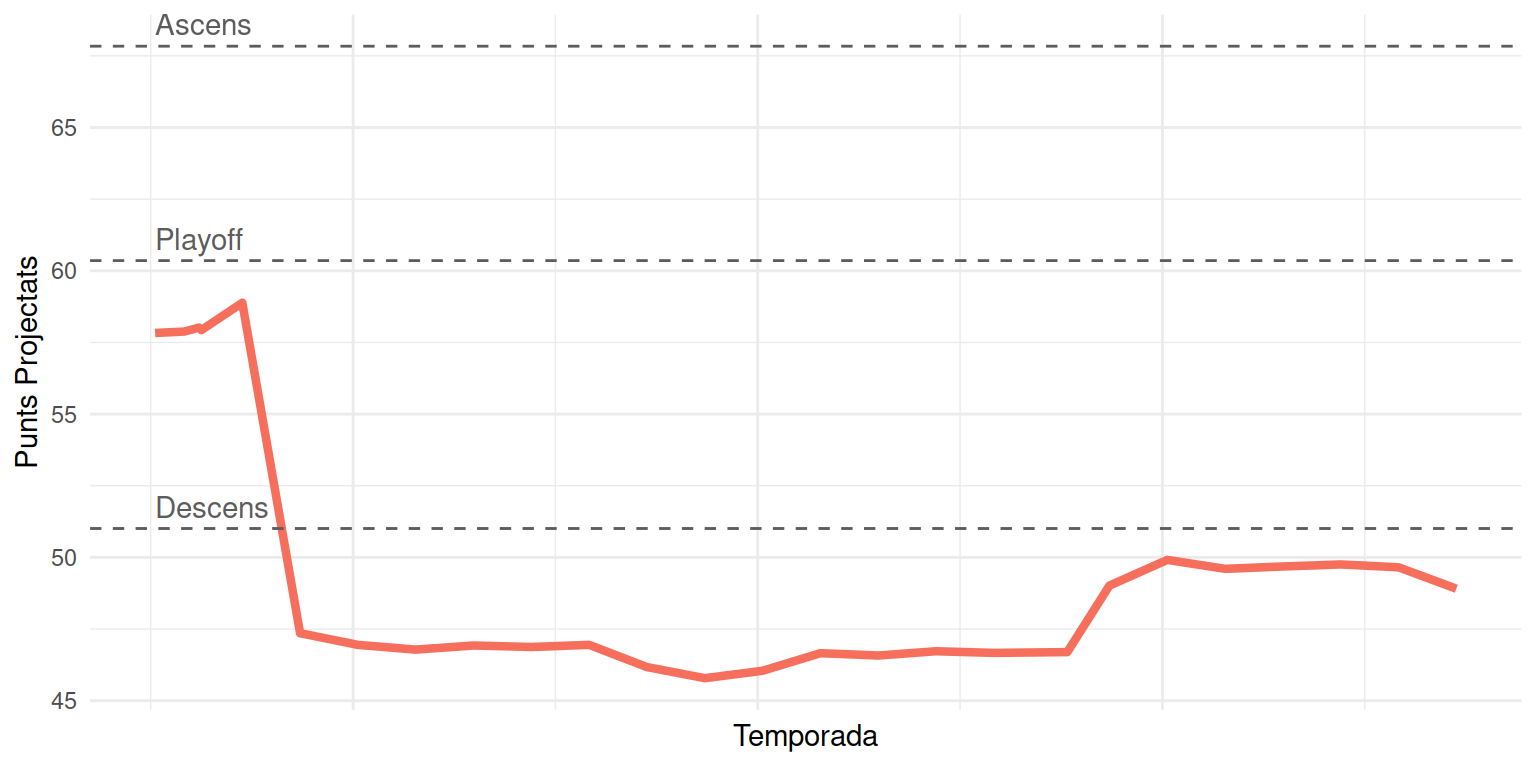 Ascens
65
Playoff
60
55
Descens
50
45
Punts Projectats
Temporada